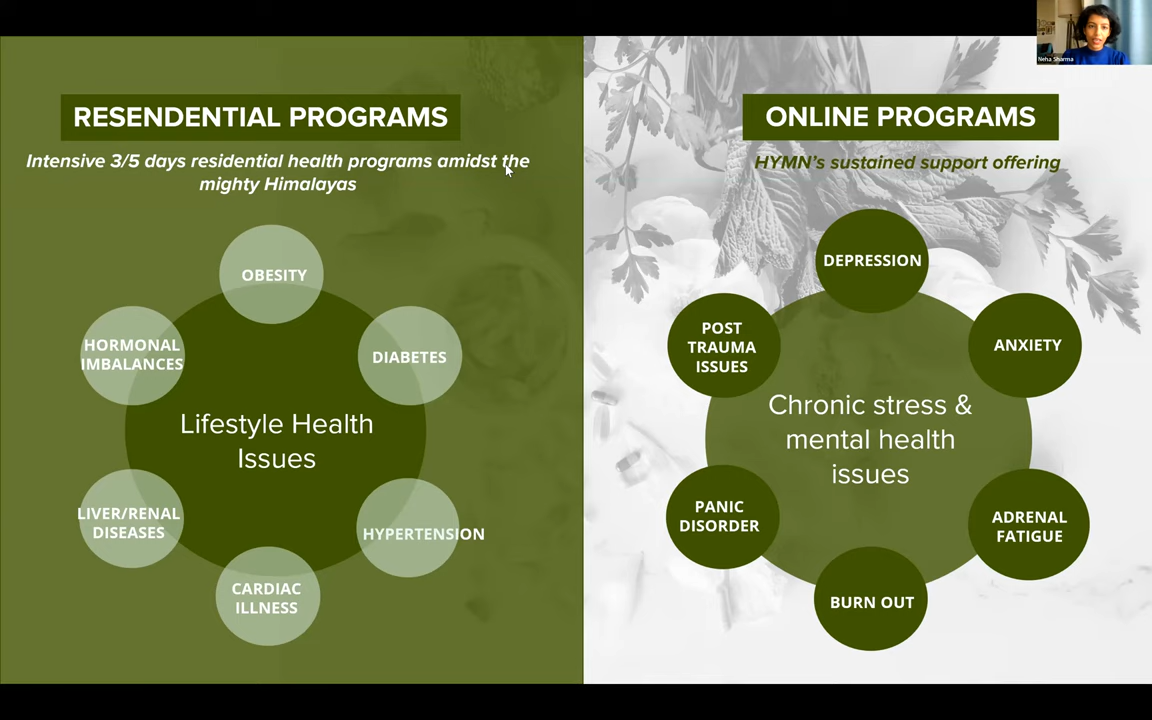 Neha Sharma
RESENDENTIAL PROGRAMS
Intensive 3/5 days residential health programs amidst the
mighty Himalayas
OBESITY
HORMONAL
IMBALANCES
DIABETES
Lifestyle Health
Issues
LIVER/RENAL
DISEASES
HYPERTENSION
CARDIAC
ILLNESS
ONLINE PROGRAMS
HYMN's sustained support offering
DEPRESSION
POST
TRAUMA
ISSUES
ANXIETY
Chronic stress &
mental health
issues
PANIC
DISORDER
ADRENAL
FATIGUE
BURN OUT